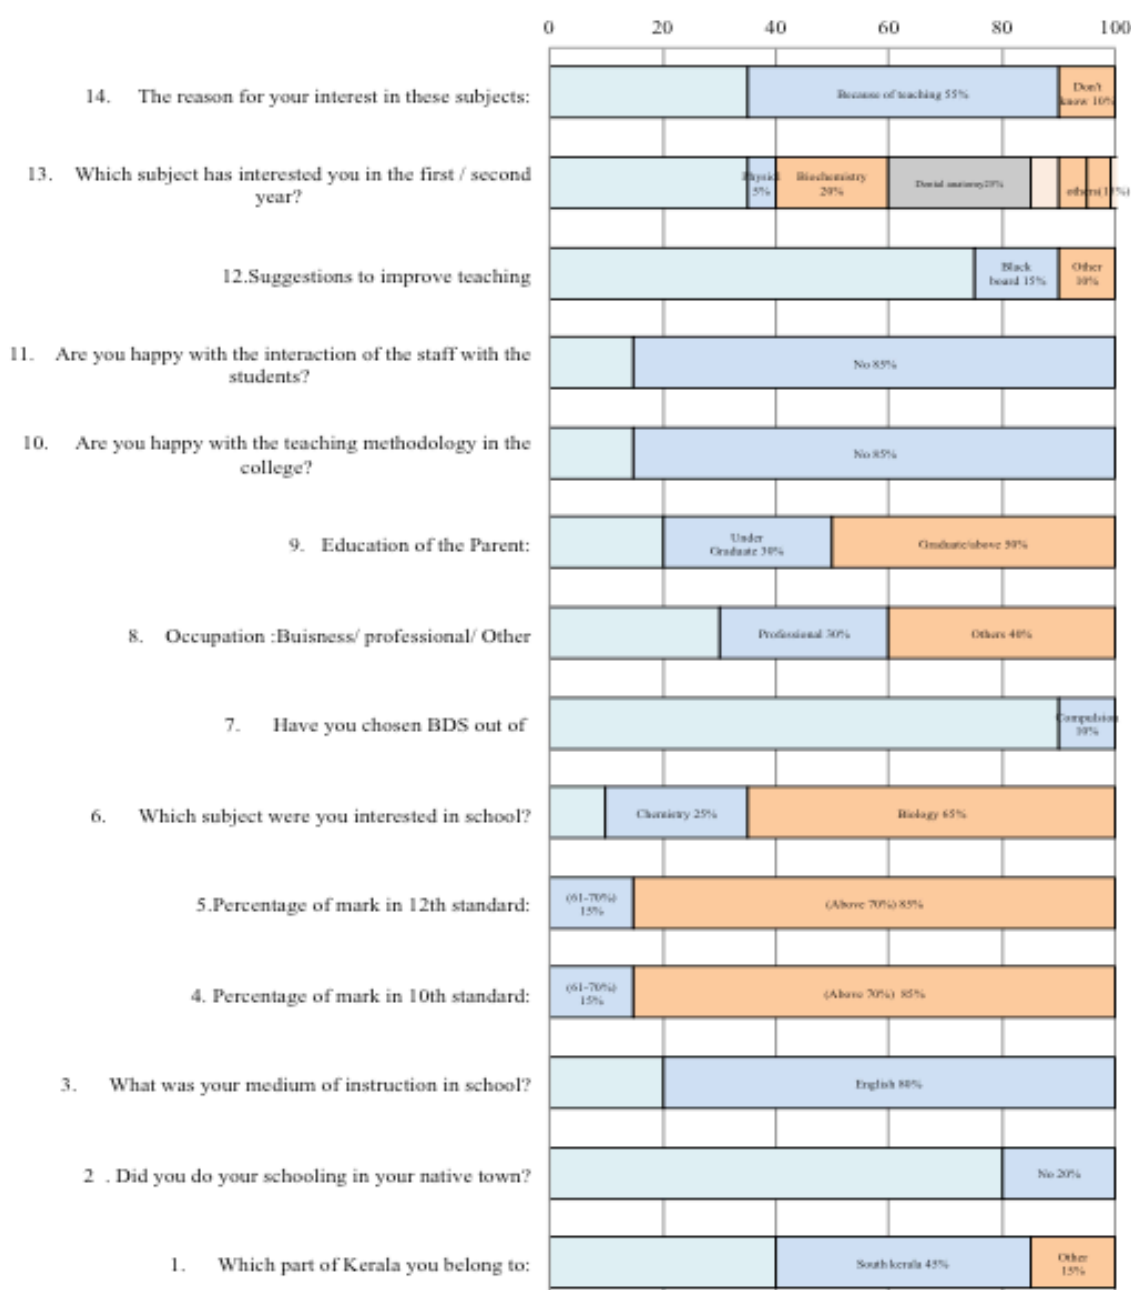 0 20 40 60 80 100
14. The reason for your interest in these subjects:
Because of teaching 55%
Don't
know 10%
13. Which subject has interested you in the first / second
year?
5%
Biochemistry
20%
Dental anatomy25%
12.Suggestions to improve teaching
Black
board 15%
Other
10%
11. Are you happy with the interaction of the staff with the
students?
No 85%
10. Are you happy with the teaching methodology in the
college?
No 85%
9. Education of the Parent:
Under
Graduate 30%
Graduate/above 50%
8. Occupation :Buisness/ professional/ Other
Professional 30%
Others 40%
7. Have you chosen BDS out of
Compulsion
10%
6. Which subject were you interested in school?
Chemistry 25%
Biology 65%
5.Percentage of mark in 12th standard:
(61-70%)
15%
(Above 70%) 85%
4. Percentage of mark in 10th standard:
(61-70%)
15%
(Above 70%) 85%
3. What was your medium of instruction in school?
English 80%
2 . Did you do your schooling in your native town?
No 20%
1. Which part of Kerala you belong to:
South kerala 45%
Other
15%